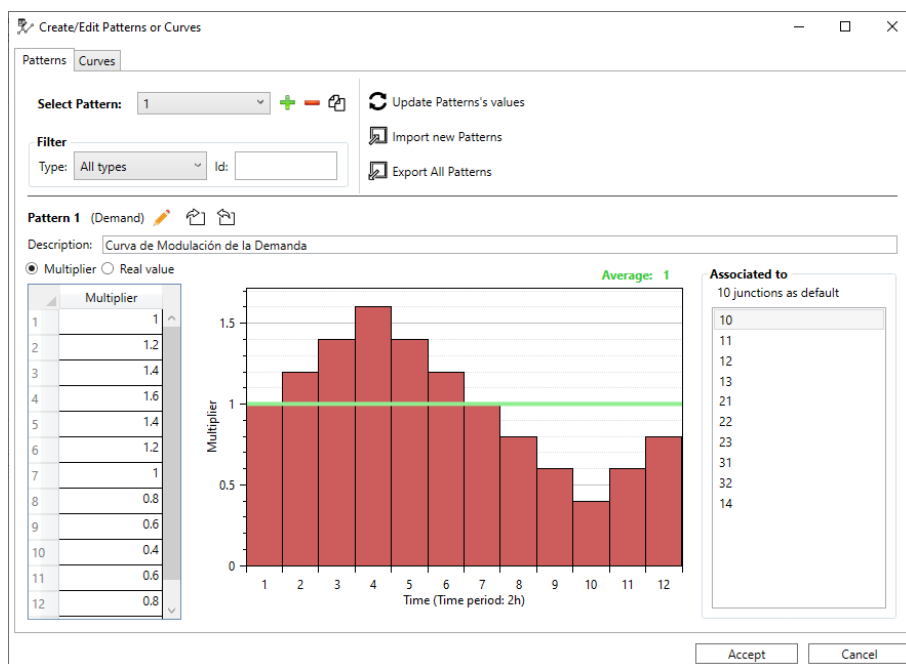 Create/Edit Patterns or Curves
Patterns Curves
Select Pattern: 1
Update Patterns's values
Filter
Import new Patterns
Type: All types Id:
Export All Patterns
Pattern 1 (Demand)
Description: Curva de Modulación de la Demanda
Multiplier Real value
Average: 1
Associated to
10 junctions as default
Multiplier
1 1
2 1.2
3 1.4
4 1.6
5 1.4
6 1.2
7 1
8 0.8
9 0.6
10 0.4
11 0.6
12 0.8
Multiplier
1.5
1
0.5
0
1 2 3 4 5 6 7 8 9 10 11 12
Time (Time period: 2h)
10
11
12
13
21
22
23
31
32
14
Accept Cancel